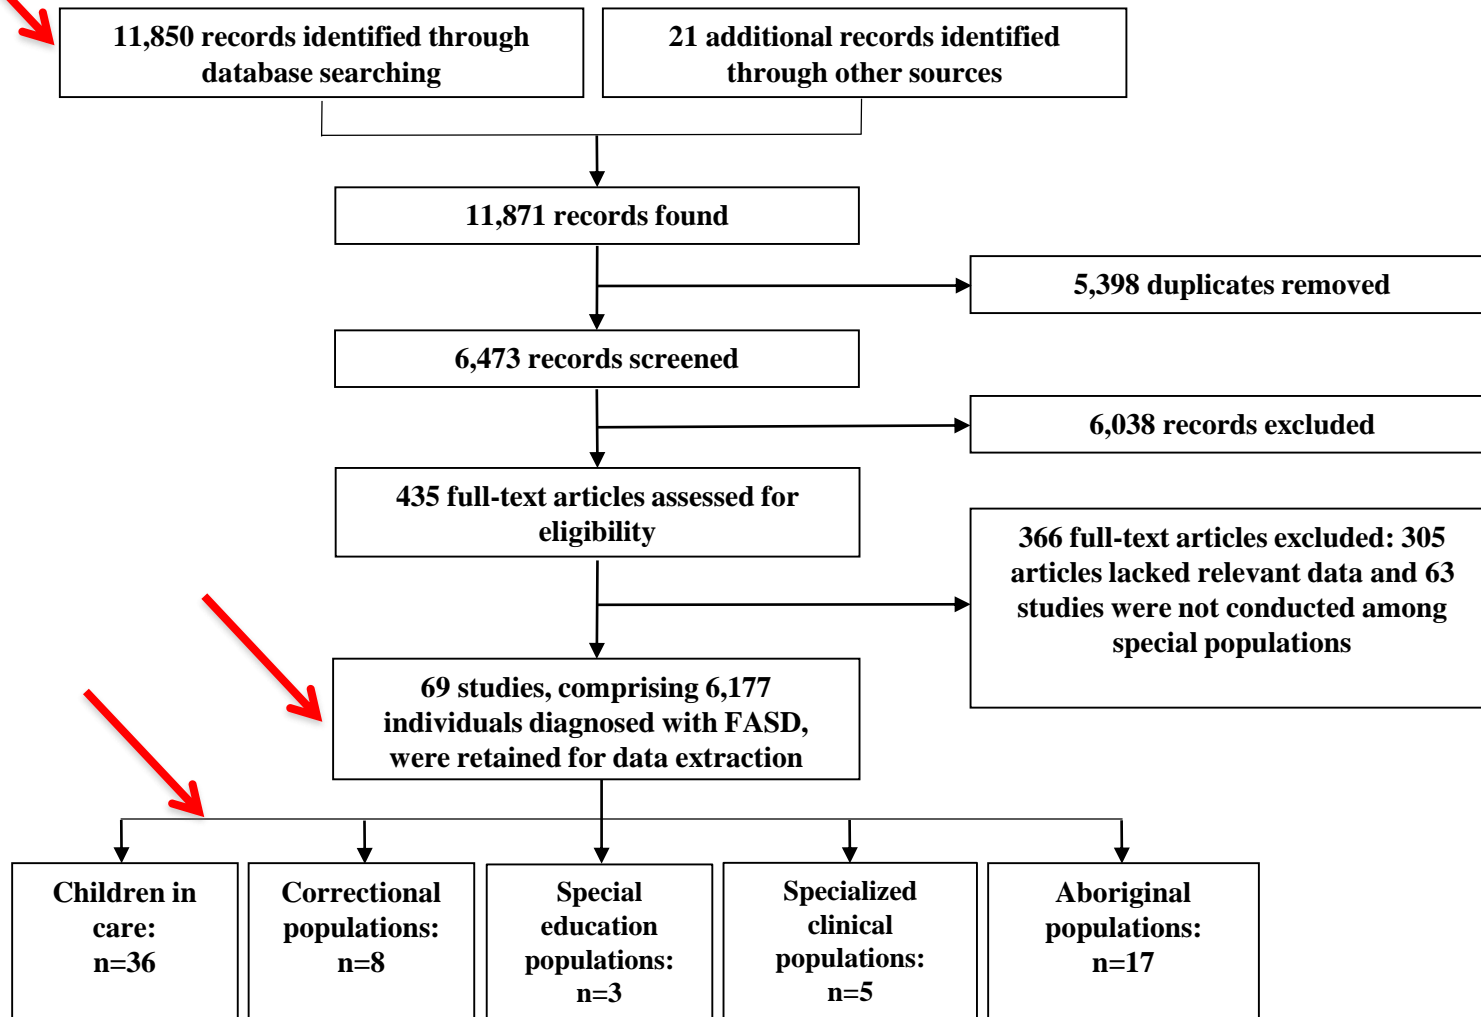 11,850 records identified through
database searching
21 additional records identified
through other sources
11,871 records found
5,398 duplicates removed
6,473 records screened
6,038 records excluded
435 full-text articles assessed for
eligibility
366 full-text articles excluded: 305
articles lacked relevant data and 63
studies were not conducted among
special populations
69 studies, comprising 6,177
individuals diagnosed with FASD,
were retained for data extraction
Children in
care:
n=36
Correctional
populations:
n=8
Special
education
populations:
n=3
Specialized
clinical
populations:
n=5
Aboriginal
populations:
n=17